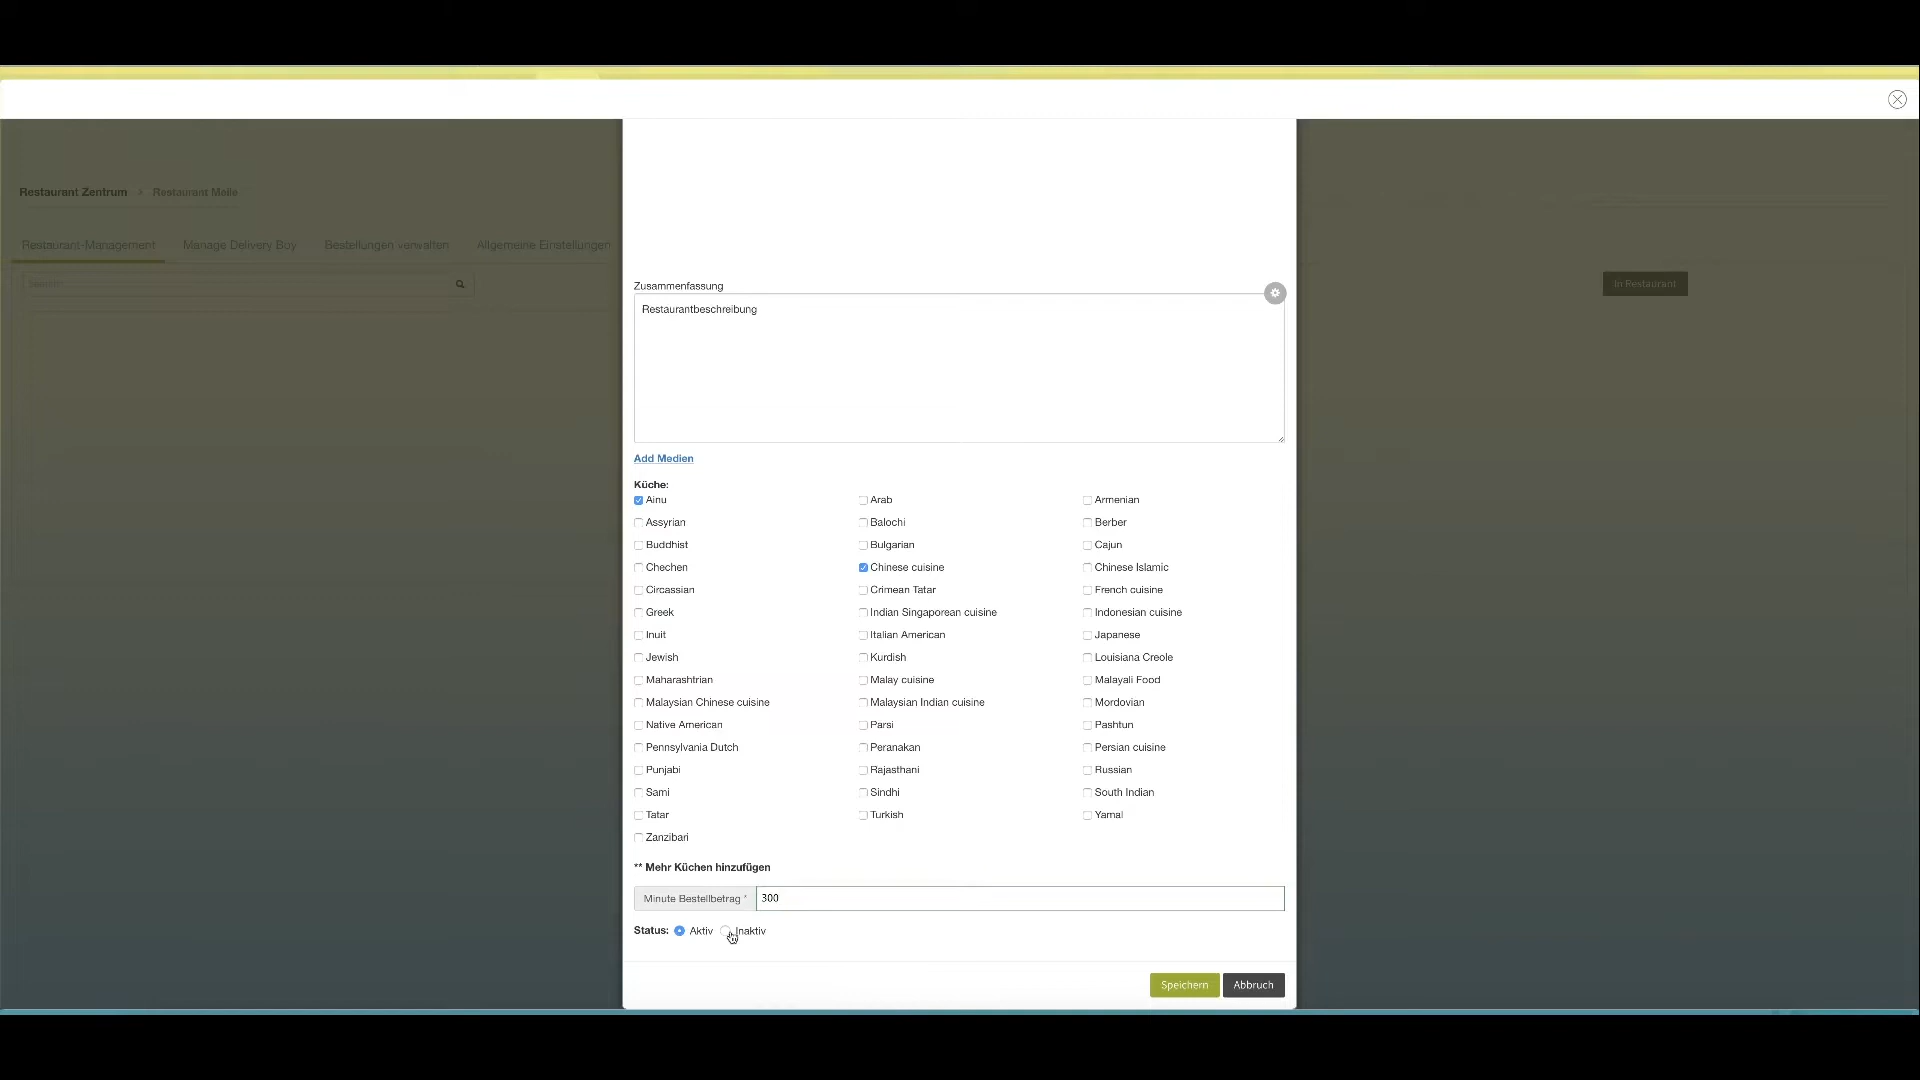 Restaurant Zentrum > Restaurant Meile
Restaurant-Management Manage Delivery Boy Bestellungen verwalten Allgemeine Einstellungen
Search
In Restaurant
Zusammenfassung
Restaurantbeschreibung
Add Medien
Küche:
Ainu Arab Armenian
Assyrian Balochi Berber
Buddhist Bulgarian Cajun
Chechen Chinese cuisine Chinese Islamic
Circassian Crimean Tatar French cuisine
Greek Indian Singaporean cuisine Indonesian cuisine
Inuit Italian American Japanese
Jewish Kurdish Louisiana Creole
Maharashtrian Malay cuisine Malayali Food
Malaysian Chinese cuisine Malaysian Indian cuisine Mordovian
Native American Parsi Pashtun
Pennsylvania Dutch Peranakan Persian cuisine
Punjabi Rajasthani Russian
Sami Sindhi South Indian
Tatar Turkish Yamal
Zanzibari
** Mehr Küchen hinzufügen
Minute Bestellbetrag * 300
Status: Aktiv Inaktiv
Speichern Abbruch